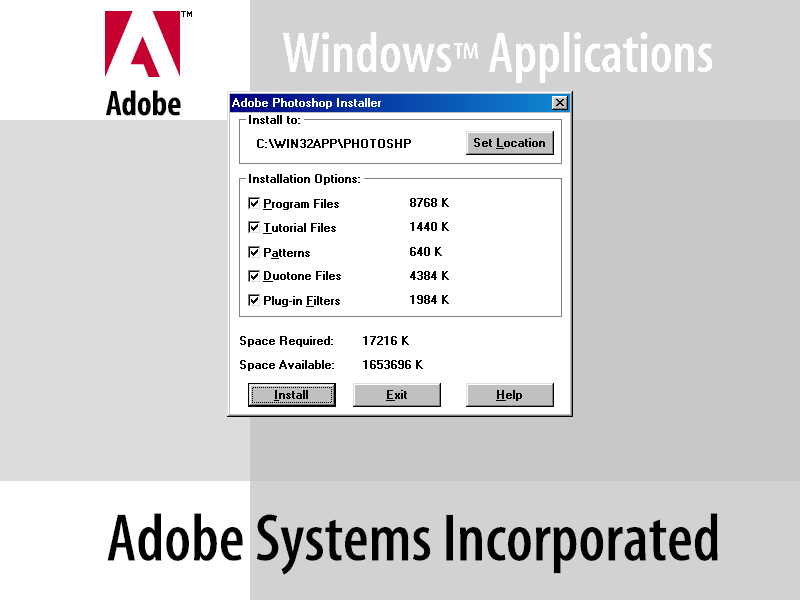 TM
Adobe
Windows™ Applications
Adobe Photoshop Installer
Install to:
C:\WIN32APP\PHOTOSHP
Set Location
Installation Options:
Program Files 8768 K
Tutorial Files 1440 K
Patterns 640 K
Duotone Files 4384 K
Plug-in Filters 1984 K
Space Required: 17216 K
Space Available: 1653696 K
Install Exit Help
Adobe Systems Incorporated